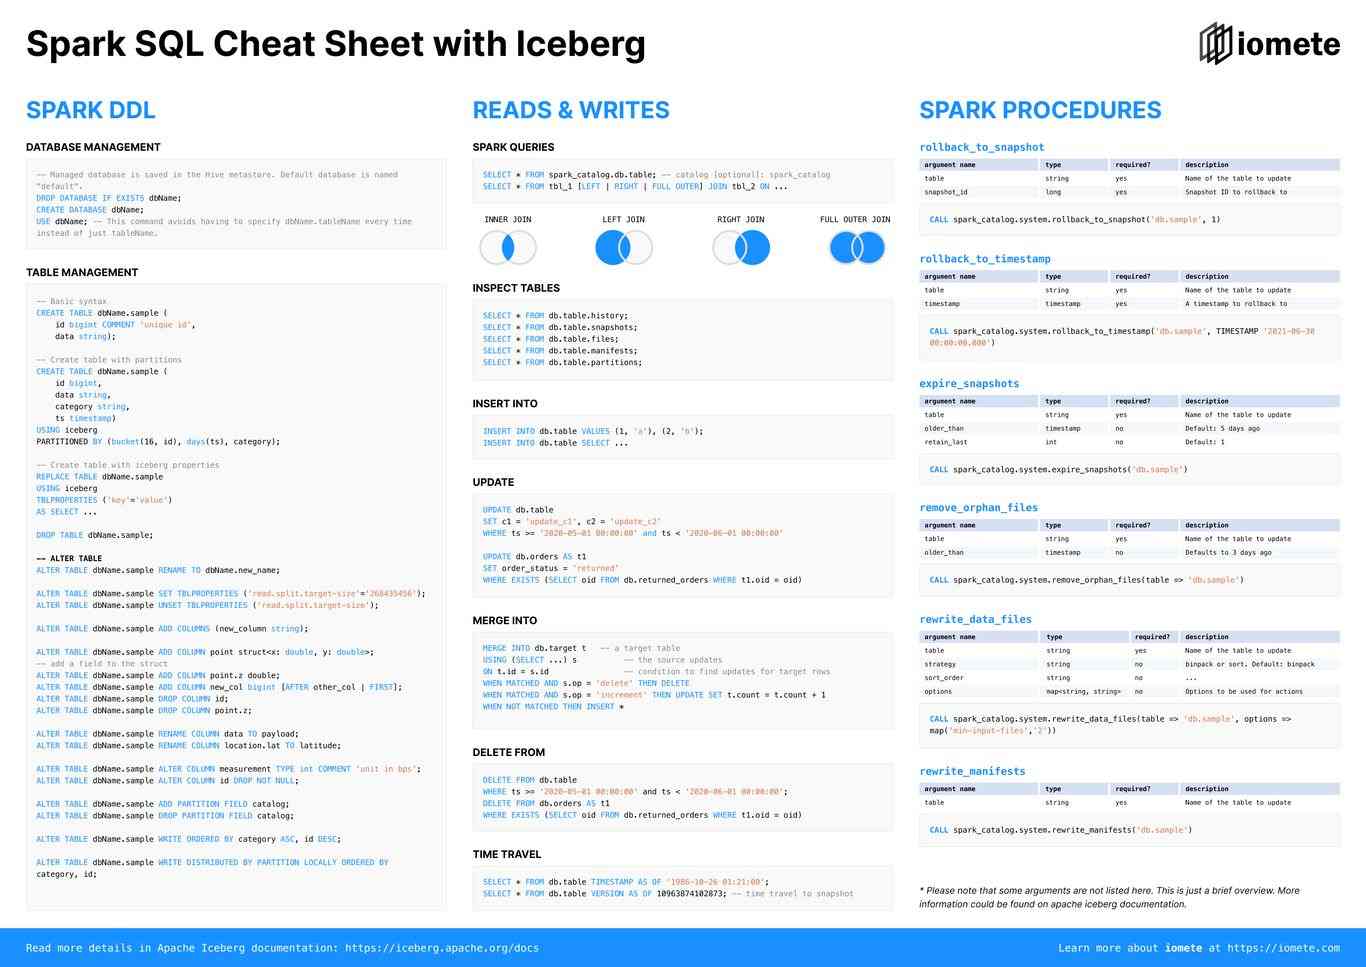 Spark SQL Cheat Sheet with Iceberg
iomete
SPARK DDL
DATABASE MANAGEMENT
-- Managed database is saved in the Hive metastore. Default database is named
"default".
DROP DATABASE IF EXISTS dbName;
CREATE DATABASE dbName;
USE dbName; -- This command avoids having to specify dbName.tableName every time
instead of just tableName.
TABLE MANAGEMENT
-- Basic syntax
CREATE TABLE dbName.sample (
id bigint COMMENT 'unique id',
data string);
-- Create table with partitions
CREATE TABLE dbName.sample (
id bigint,
data string,
category string,
ts timestamp)
USING iceberg
PARTITIONED BY (bucket(16, id), days(ts), category);
-- Create table with iceberg properties
REPLACE TABLE dbName.sample
USING iceberg
TBLPROPERTIES ('key'='value')
AS SELECT ...
DROP TABLE dbName.sample;
-- ALTER TABLE
ALTER TABLE dbName.sample RENAME TO dbName.new_name;
ALTER TABLE dbName.sample SET TBLPROPERTIES ('read.split.target-size'='268435456');
ALTER TABLE dbName.sample UNSET TBLPROPERTIES ('read.split.target-size');
ALTER TABLE dbName.sample ADD COLUMNS (new_column string);
ALTER TABLE dbName.sample ADD COLUMN point struct<x: double, y: double>;
-- add a field to the struct
ALTER TABLE dbName.sample ADD COLUMN point.z double;
ALTER TABLE dbName.sample ADD COLUMN new_col bigint [AFTER other_col | FIRST];
ALTER TABLE dbName.sample DROP COLUMN id;
ALTER TABLE dbName.sample DROP COLUMN point.z;
ALTER TABLE dbName.sample RENAME COLUMN data TO payload;
ALTER TABLE dbName.sample RENAME COLUMN location.lat TO latitude;
ALTER TABLE dbName.sample ALTER COLUMN measurement TYPE int COMMENT 'unit in bps';
ALTER TABLE dbName.sample ALTER COLUMN id DROP NOT NULL;
ALTER TABLE dbName.sample ADD PARTITION FIELD catalog;
ALTER TABLE dbName.sample DROP PARTITION FIELD catalog;
ALTER TABLE dbName.sample WRITE ORDERED BY category ASC, id DESC;
ALTER TABLE dbName.sample WRITE DISTRIBUTED BY PARTITION LOCALLY ORDERED BY
category, id;
READS & WRITES
SPARK QUERIES
SELECT * FROM spark_catalog.db.table; -- catalog [optional]: spark_catalog
SELECT * FROM tbl_1 [LEFT | RIGHT | FULL OUTER] JOIN tbl_2 ON ...
INNER JOIN LEFT JOIN RIGHT JOIN FULL OUTER JOIN
INSPECT TABLES
SELECT * FROM db.table.history;
SELECT * FROM db.table.snapshots;
SELECT * FROM db.table.files;
SELECT * FROM db.table.manifests;
SELECT * FROM db.table.partitions;
INSERT INTO
INSERT INTO db.table VALUES (1, 'a'), (2, 'b');
INSERT INTO db.table SELECT ...
UPDATE
UPDATE db.table
SET c1 = 'update_c1', c2 = 'update_c2'
WHERE ts >= '2020-05-01 00:00:00' and ts < '2020-06-01 00:00:00'
UPDATE db.orders AS t1
SET order_status = 'returned'
WHERE EXISTS (SELECT oid FROM db.returned_orders WHERE t1.oid = oid)
MERGE INTO
MERGE INTO db.target t -- a target table
USING (SELECT ...) s -- the source updates
ON t.id = s.id -- condition to find updates for target rows
WHEN MATCHED AND s.op = 'delete' THEN DELETE
WHEN MATCHED AND s.op = 'increment' THEN UPDATE SET t.count = t.count + 1
WHEN NOT MATCHED THEN INSERT *
DELETE FROM
DELETE FROM db.table
WHERE ts >= '2020-05-01 00:00:00' and ts < '2020-06-01 00:00:00';
DELETE FROM db.orders AS t1
WHERE EXISTS (SELECT oid FROM db.returned_orders WHERE t1.oid = oid)
TIME TRAVEL
SELECT * FROM db.table TIMESTAMP AS OF '1986-10-26 01:21:00';
SELECT * FROM db.table VERSION AS OF 10963874102873; -- time travel to snapshot
SPARK PROCEDURES
rollback_to_snapshot
argument name type required? description
table string yes Name of the table to update
snapshot_id long yes Snapshot ID to rollback to
CALL spark_catalog.system.rollback_to_snapshot('db.sample', 1)
rollback_to_timestamp
argument name type required? description
table string yes Name of the table to update
timestamp timestamp yes A timestamp to rollback to
CALL spark_catalog.system.rollback_to_timestamp('db.sample', TIMESTAMP '2021-06-30
00:00:00.000')
expire_snapshots
argument name type required? description
table string yes Name of the table to update
older_than timestamp no Default: 5 days ago
retain_last int no Default: 1
CALL spark_catalog.system.expire_snapshots('db.sample')
remove_orphan_files
argument name type required? description
table string yes Name of the table to update
older_than timestamp no Defaults to 3 days ago
CALL spark_catalog.system.remove_orphan_files(table => 'db.sample')
rewrite_data_files
argument name type required? description
table string yes Name of the table to update
strategy string no binpack or sort. Default: binpack
sort_order string no ...
options map<string, string> no Options to be used for actions
CALL spark_catalog.system.rewrite_data_files(table => 'db.sample', options =>
map('min-input-files','2'))
rewrite_manifests
argument name type required? description
table string yes Name of the table to update
CALL spark_catalog.system.rewrite_manifests('db.sample')
* Please note that some arguments are not listed here. This is just a brief overview. More
information could be found on apache iceberg documentation.
Read more details in Apache Iceberg documentation: https://iceberg.apache.org/docs
Learn more about iomete at https://iomete.com